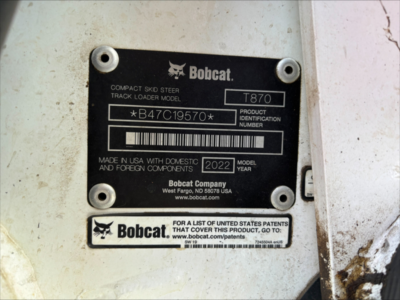 Bobcat.
COMPACT SKID STEER
TRACK LOADER MODEL
T870
*B47C19570*
PRODUCT
IDENTIFICATION
NUMBER
MADE IN USA WITH DOMESTIC
AND FOREIGN COMPONENTS
2022
MODEL
YEAR
Bobcat Company
West Fargo, ND 58078 USA
www.bobcat.com
Bobcat.
FOR A LIST OF UNITED STATES PATENTS
THAT COVER THIS PRODUCT, GO TO:
www.bobcat.com/patents